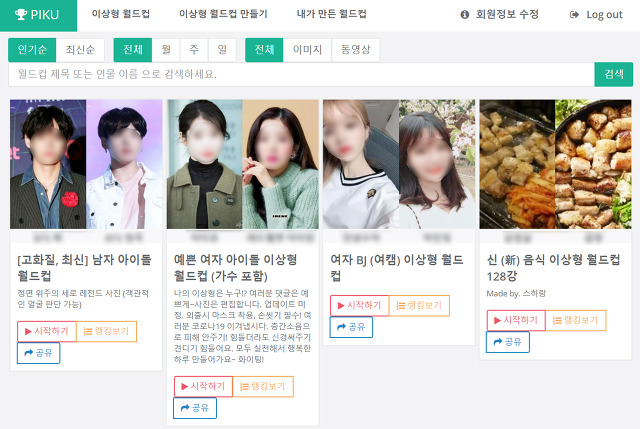 PIKU 이상형 월드컵 이상형 월드컵 만들기 내가 만든 월드컵 회원정보 수정 Log out
인기순 최신순 전체 월 주 일 전체 이미지 동영상
월드컵 제목 또는 인물 이름 으로 검색하세요. 검색
[고화질, 최신] 남자 아이돌
월드컵
정면 위주의 세로 레전드 사진 (객관적
인 얼굴 판단 가능)
시작하기 랭킹보기
공유
예쁜 여자 아이돌 이상형
월드컵 (가수 포함)
나의 이상형은 누구!? 여러분 댓글은 예
쁘게~사진은 편집합니다. 업데이트 미
정. 외출시 마스크 착용, 손씻기 필수! 여
러분 코로나19 이겨냅시다. 층간소음으
로 피해 안주기! 힘들더라도 신경써주기
견디기 힘들어요. 모두 실천해서 행복한
하루 만들어가요~ 화이팅!
시작하기 랭킹보기
공유
여자 BJ (여캠) 이상형 월드
컵
시작하기 랭킹보기
공유
신 (新) 음식 이상형 월드컵
128강
Made by. 스하랑
시작하기 랭킹보기
공유